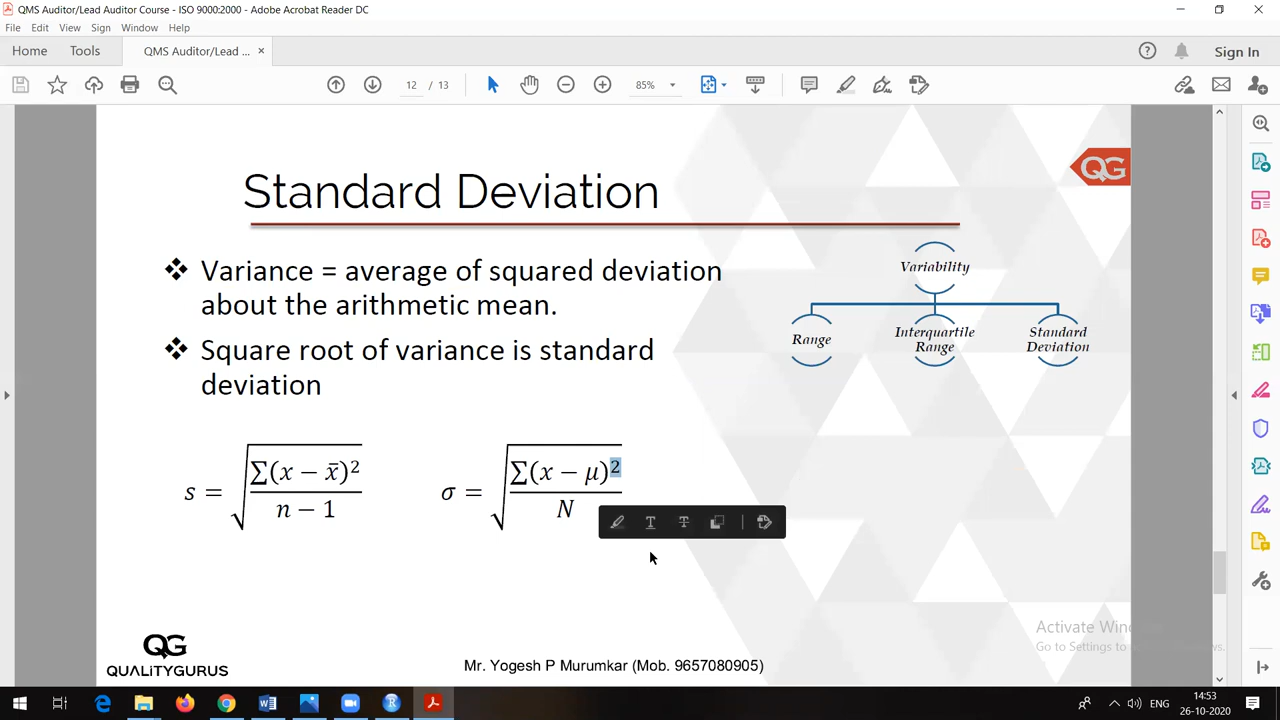 QMS Auditor/Lead Auditor Course - ISO 9000:2000 - Adobe Acrobat Reader DC
File Edit View Sign Window Help
Home Tools QMS Auditor/Lead ... × Sign In
12 / 13 85%
QG
Standard Deviation
❖ Variance = average of squared deviation
about the arithmetic mean.
❖ Square root of variance is standard
deviation
Variability
Range
Interquartile
Range
Standard
Deviation
s = √(∑(x − x̄)² / (n − 1))
σ = √(∑(x − μ)² / N)
Activate Win
Go to Settings to activate Windows.
QG
QUALITYGURUS
Mr. Yogesh P Murumkar (Mob. 9657080905)
ENG
14:53
26-10-2020